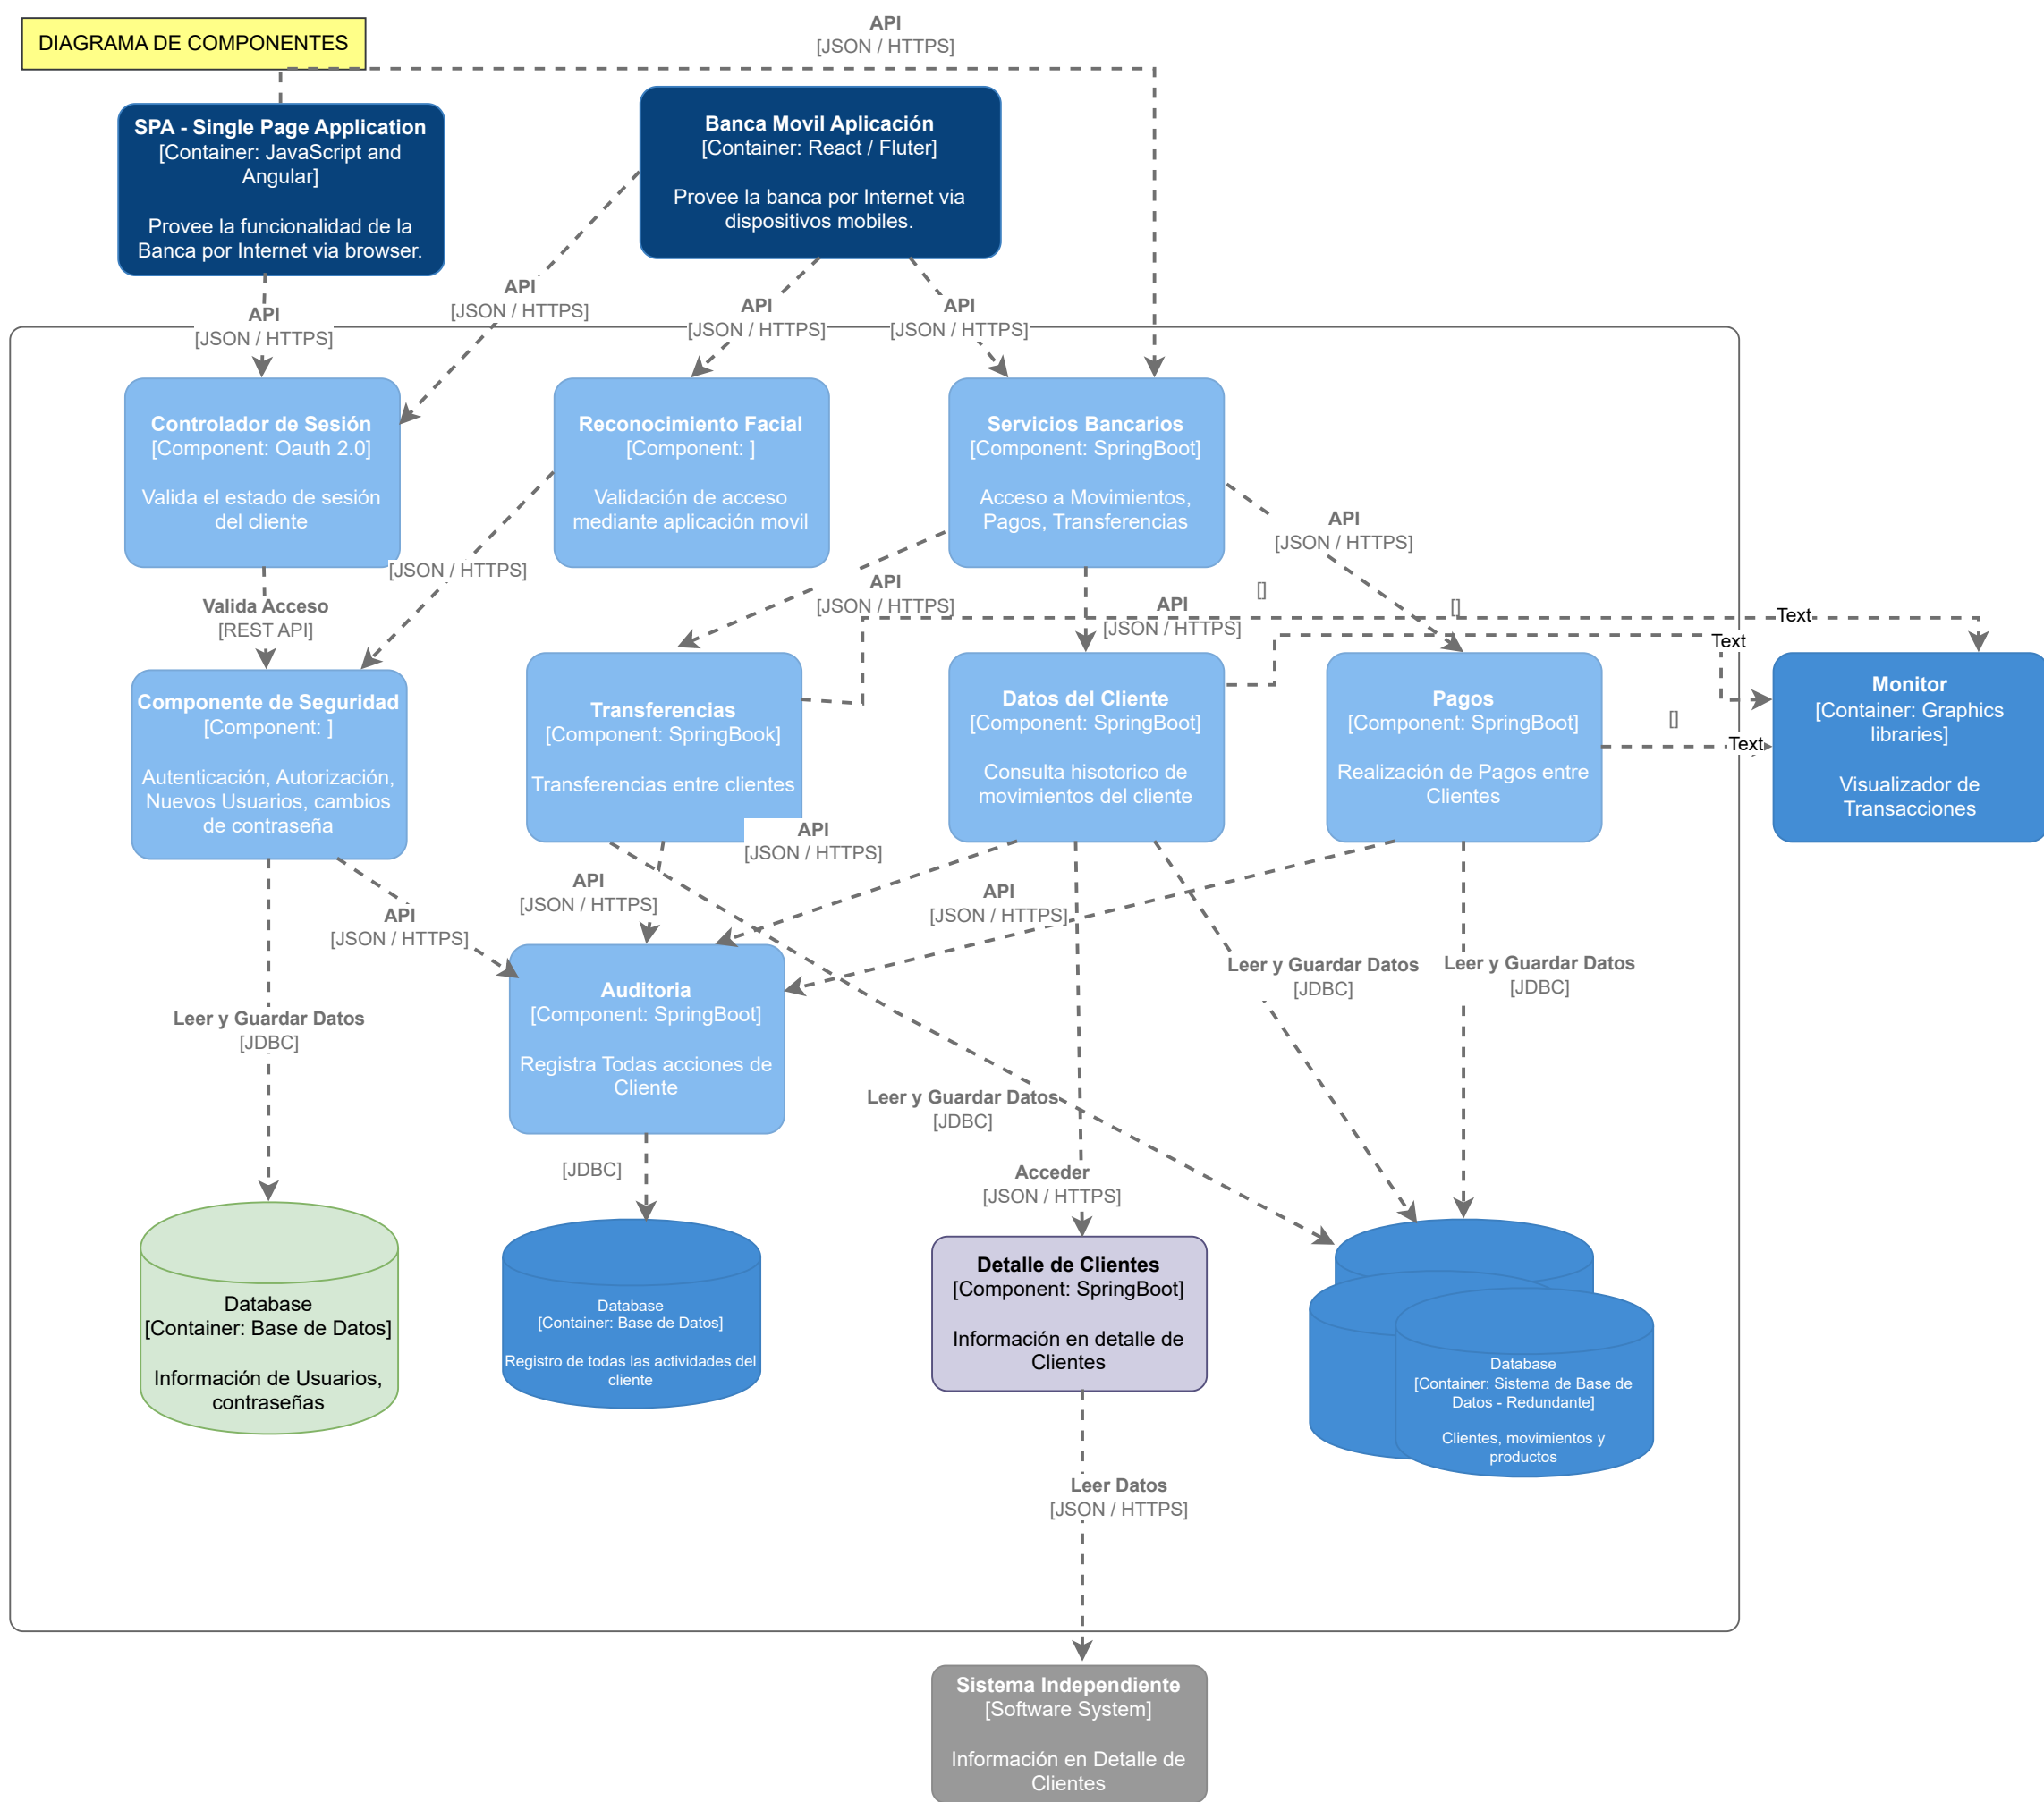 DIAGRAMA DE COMPONENTES
API
[JSON / HTTPS]
SPA - Single Page Application
[Container: JavaScript and
Angular]
Provee la funcionalidad de la
Banca por Internet via browser.
Banca Movil Aplicación
[Container: React / Fluter]
Provee la banca por Internet via
dispositivos mobiles.
API
[JSON / HTTPS]
API
[JSON / HTTPS]
API
[JSON / HTTPS]
API
[JSON / HTTPS]
Controlador de Sesión
[Component: Oauth 2.0]
Valida el estado de sesión
del cliente
Reconocimiento Facial
[Component: ]
Validación de acceso
mediante aplicación movil
Servicios Bancarios
[Component: SpringBoot]
Acceso a Movimientos,
Pagos, Transferencias
API
[JSON / HTTPS]
[JSON / HTTPS]
Valida Acceso
[REST API]
API
[JSON / HTTPS]
[]
API
[JSON / HTTPS]
[]
Text
Text
Componente de Seguridad
[Component: ]
Autenticación, Autorización,
Nuevos Usuarios, cambios
de contraseña
Transferencias
[Component: SpringBook]
Transferencias entre clientes
Datos del Cliente
[Component: SpringBoot]
Consulta hisotorico de
movimientos del cliente
Pagos
[Component: SpringBoot]
Realización de Pagos entre
Clientes
[]
Text
Monitor
[Container: Graphics
libraries]
Visualizador de
Transacciones
API
[JSON / HTTPS]
API
[JSON / HTTPS]
API
[JSON / HTTPS]
API
[JSON / HTTPS]
Leer y Guardar Datos
[JDBC]
Leer y Guardar Datos
[JDBC]
Auditoria
[Component: SpringBoot]
Registra Todas acciones de
Cliente
Leer y Guardar Datos
[JDBC]
Leer y Guardar Datos
[JDBC]
[JDBC]
Acceder
[JSON / HTTPS]
Database
[Container: Base de Datos]
Información de Usuarios,
contraseñas
Database
[Container: Base de Datos]
Registro de todas las actividades del
cliente
Detalle de Clientes
[Component: SpringBoot]
Información en detalle de
Clientes
Database
[Container: Sistema de Base de
Datos - Redundante]
Clientes, movimientos y
productos
Leer Datos
[JSON / HTTPS]
Sistema Independiente
[Software System]
Información en Detalle de
Clientes